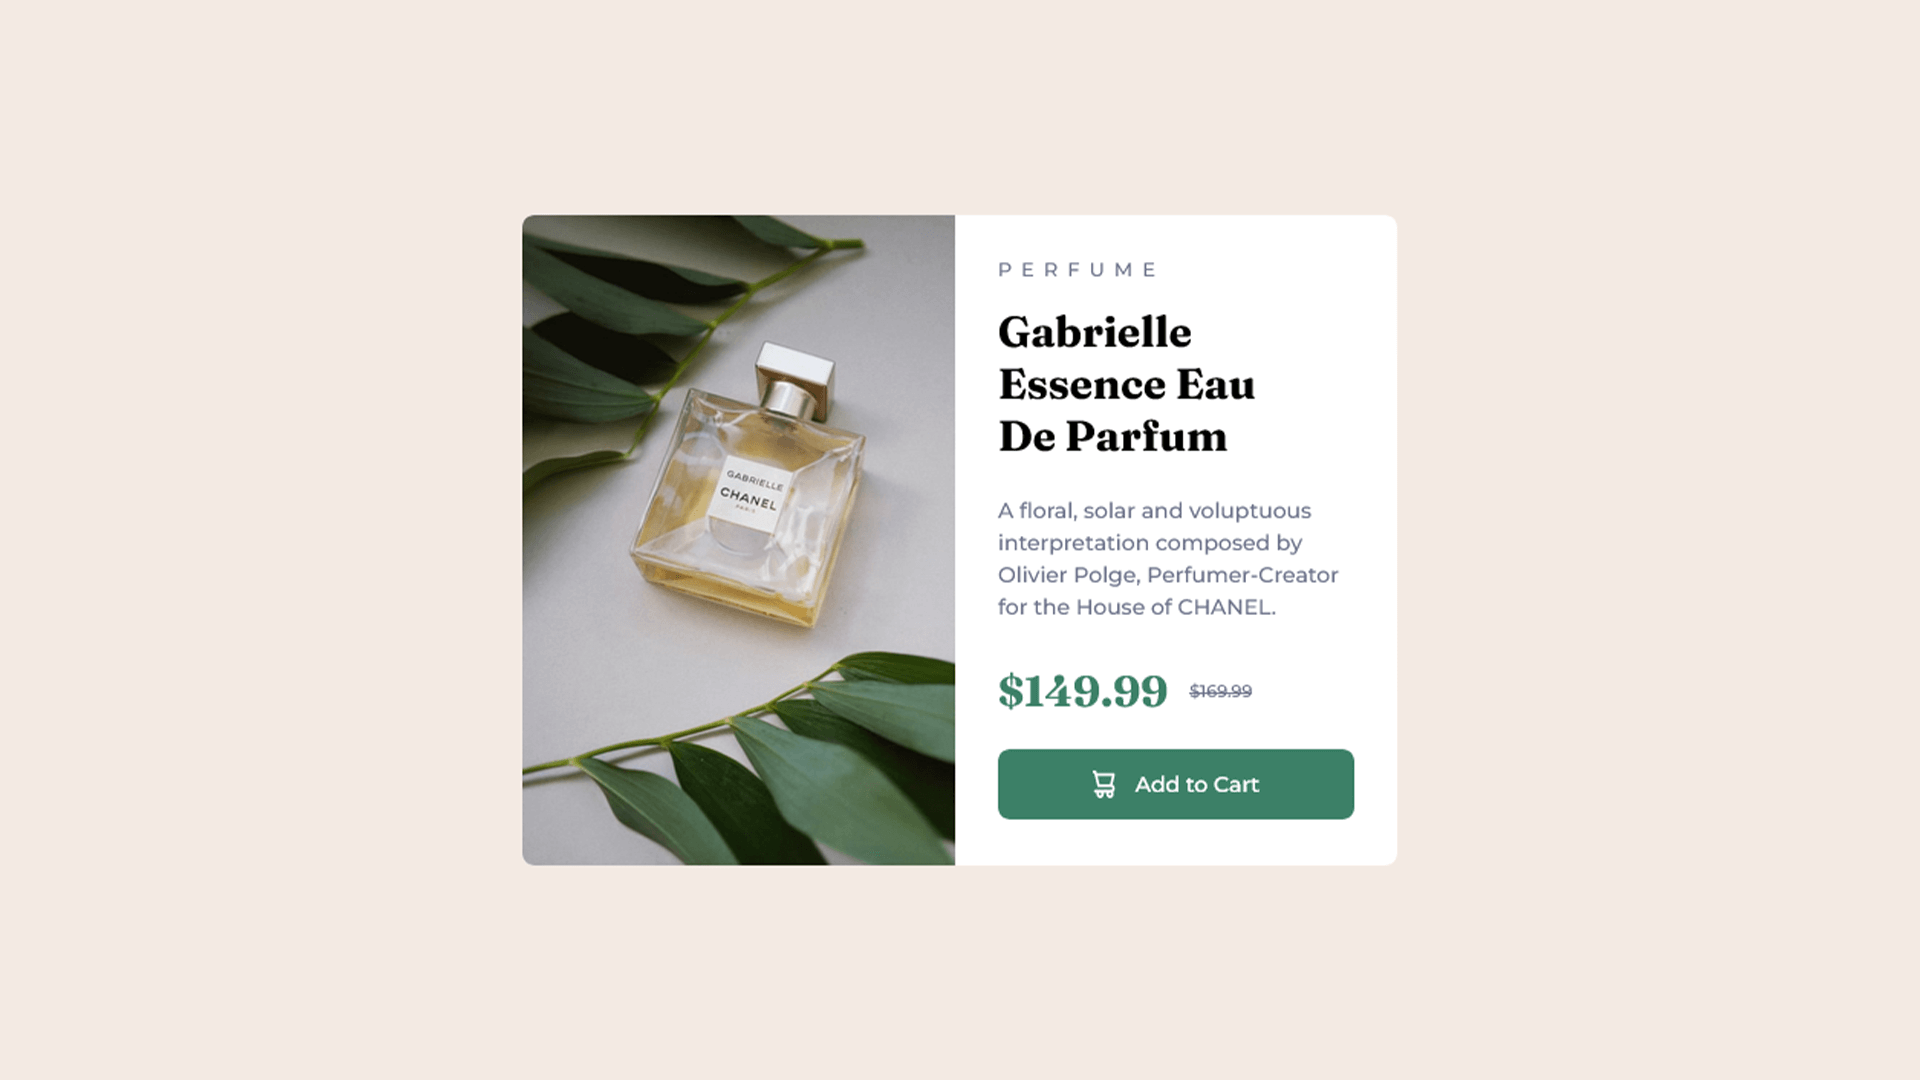 GABRIELLE
CHANEL
PARIS
PERFUME
Gabrielle
Essence Eau
De Parfum
A floral, solar and voluptuous
interpretation composed by
Olivier Polge, Perfumer-Creator
for the House of CHANEL.
$149.99 $169.99
Add to Cart